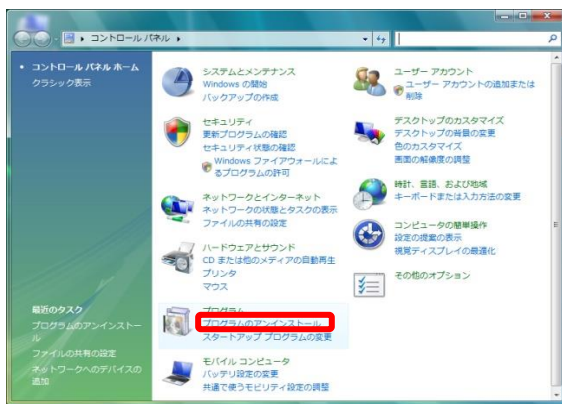 コントロール パネル
コントロール パネル ホーム
クラシック表示
最近のタスク
プログラムのアンインストー
ル
ファイルの共有の設定
ネットワークへのデバイスの
追加
システムとメンテナンス
Windows の開始
バックアップの作成
セキュリティ
更新プログラムの確認
セキュリティ状態の確認
Windows ファイアウォールによ
るプログラムの許可
ネットワークとインターネット
ネットワークの状態とタスクの表示
ファイルの共有の設定
ハードウェアとサウンド
CD または他のメディアの自動再生
プリンタ
マウス
プログラム
プログラムのアンインストール
スタートアップ プログラムの変更
モバイル コンピュータ
バッテリ設定の変更
共通で使うモビリティ設定の調整
ユーザー アカウント
ユーザー アカウントの追加または
削除
デスクトップのカスタマイズ
デスクトップの背景の変更
色のカスタマイズ
画面の解像度の調整
時計、言語、および地域
キーボードまたは入力方法の変更
コンピュータの簡単操作
設定の提案の表示
視覚ディスプレイの最適化
その他のオプション